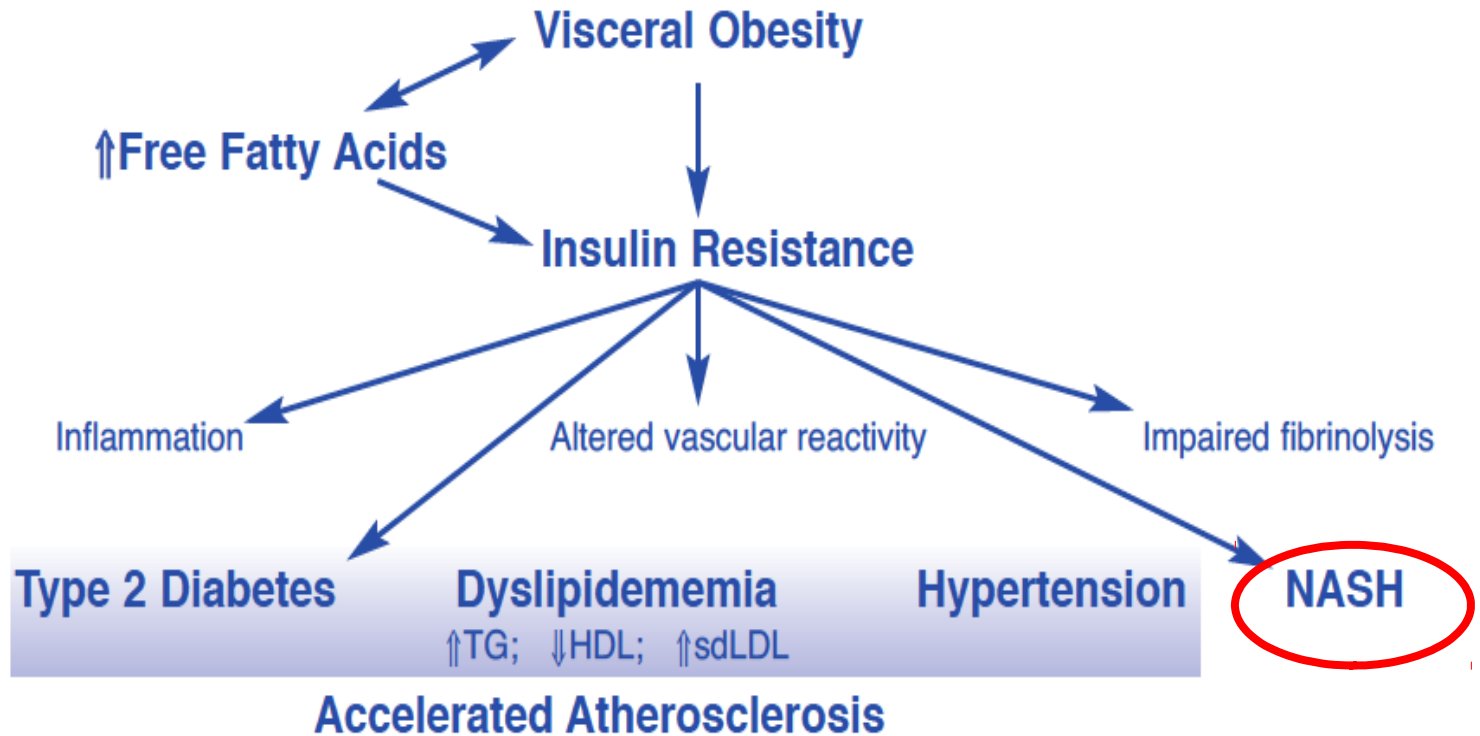 Visceral Obesity
⇑Free Fatty Acids
Insulin Resistance
Inflammation Altered vascular reactivity Impaired fibrinolysis
Type 2 Diabetes Dyslipidememia Hypertension NASH
⇑TG; ⇓HDL; ⇑sdLDL
Accelerated Atherosclerosis